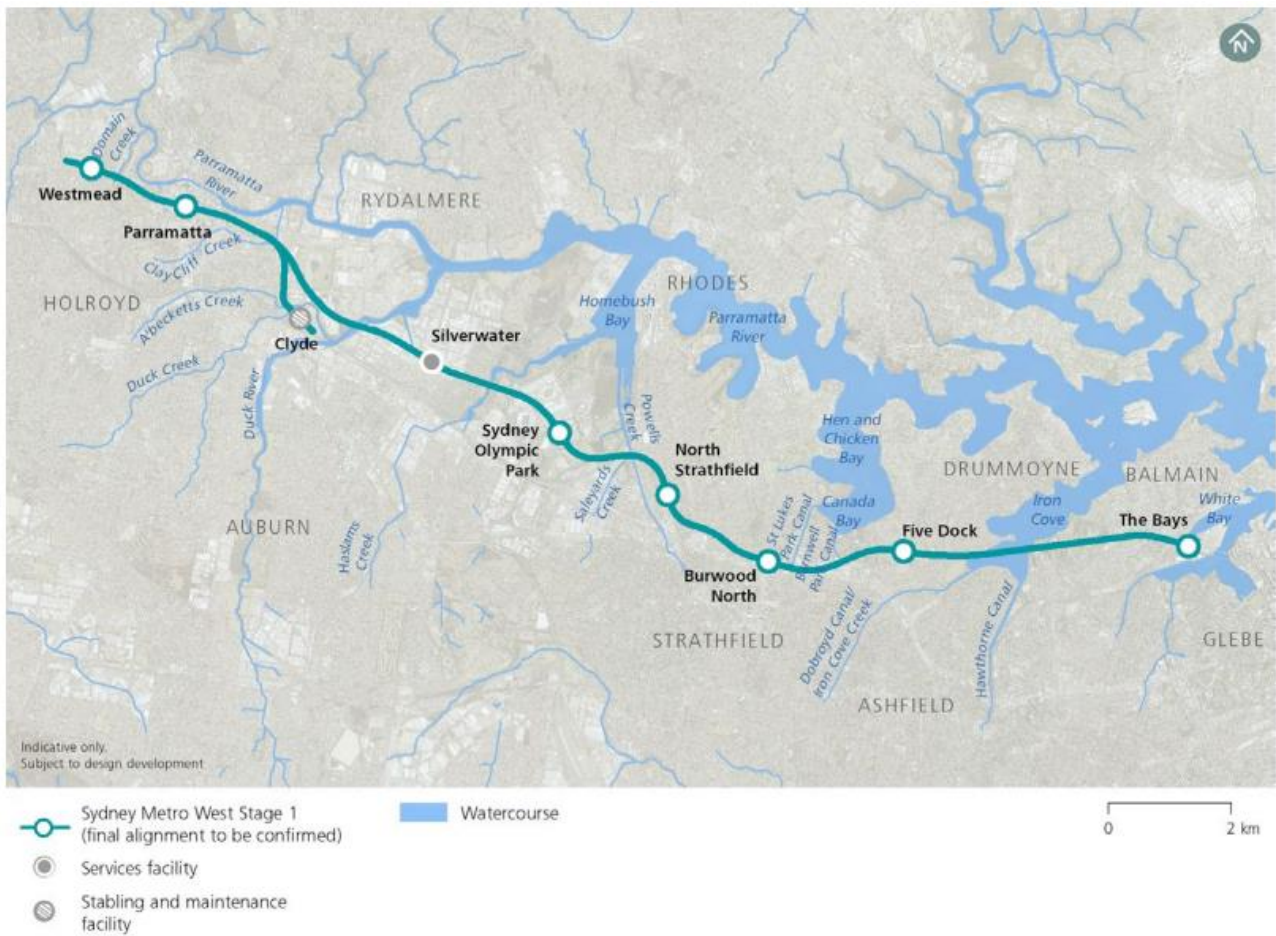 N
Domain
Creek
Westmead
Parramatta
River
RYDALMERE
Parramatta
Clay Cliff Creek
HOLROYD
A'becketts Creek
Clyde
Duck Creek
Duck River
Silverwater
Homebush
Bay
RHODES
Parramatta
River
Sydney
Olympic
Park
Powells
Creek
North
Strathfield
Hen and
Chicken
Bay
DRUMMOYNE
BALMAIN
AUBURN
Haslams
Creek
Saleyards
Creek
St Lukes
Park Canal
Barnwell
Park Canal
Canada
Bay
Five Dock
Iron
Cove
The Bays
White
Bay
Burwood
North
STRATHFIELD
Dobroyd Canal/
Iron Cove Creek
ASHFIELD
Hawthorne Canal
GLEBE
Indicative only.
Subject to design development
Sydney Metro West Stage 1
(final alignment to be confirmed)
Watercourse
0 2 km
Services facility
Stabling and maintenance
facility